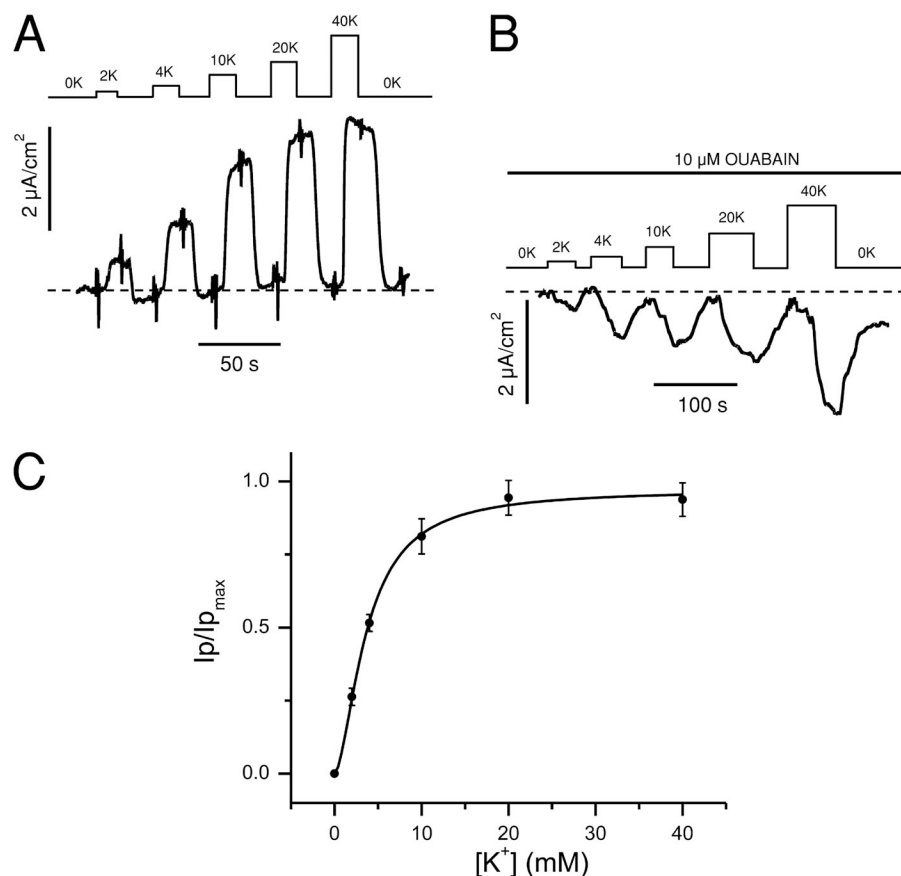 A
0K 2K 4K 10K 20K 40K 0K
2 µA/cm²
50 s
B
10 µM OUABAIN
0K 2K 4K 10K 20K 40K 0K
2 µA/cm²
100 s
C
Ip/Ip_max
1.0
0.5
0.0
0 10 20 30 40
[K⁺] (mM)